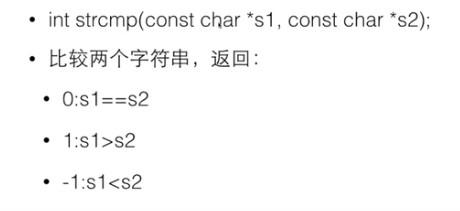 • int strcmp(const char *s1, const char *s2);
• 比较两个字符串，返回：
• 0:s1==s2
• 1:s1>s2
• -1:s1<s2